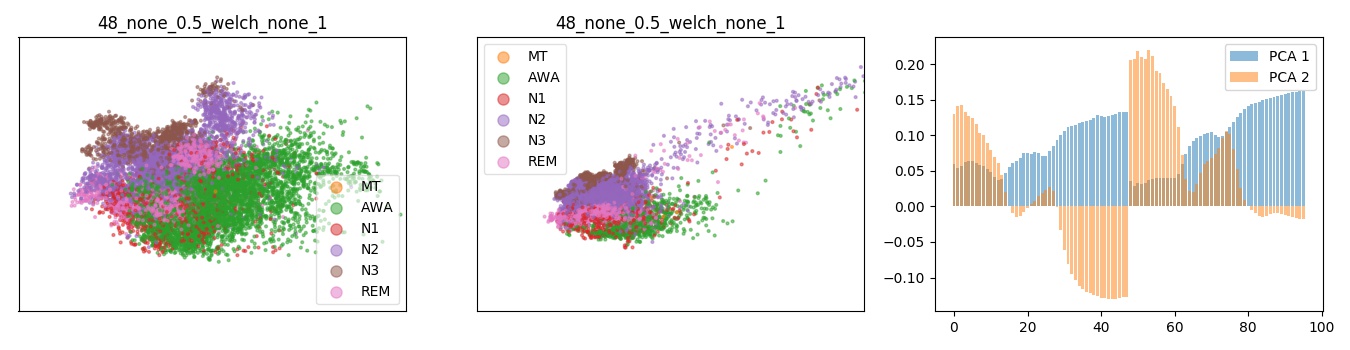 48_none_0.5_welch_none_1
MT
AWA
N1
N2
N3
REM
48_none_0.5_welch_none_1
MT
AWA
N1
N2
N3
REM
PCA 1
PCA 2
0.20
0.15
0.10
0.05
0.00
−0.05
−0.10
0 20 40 60 80 100